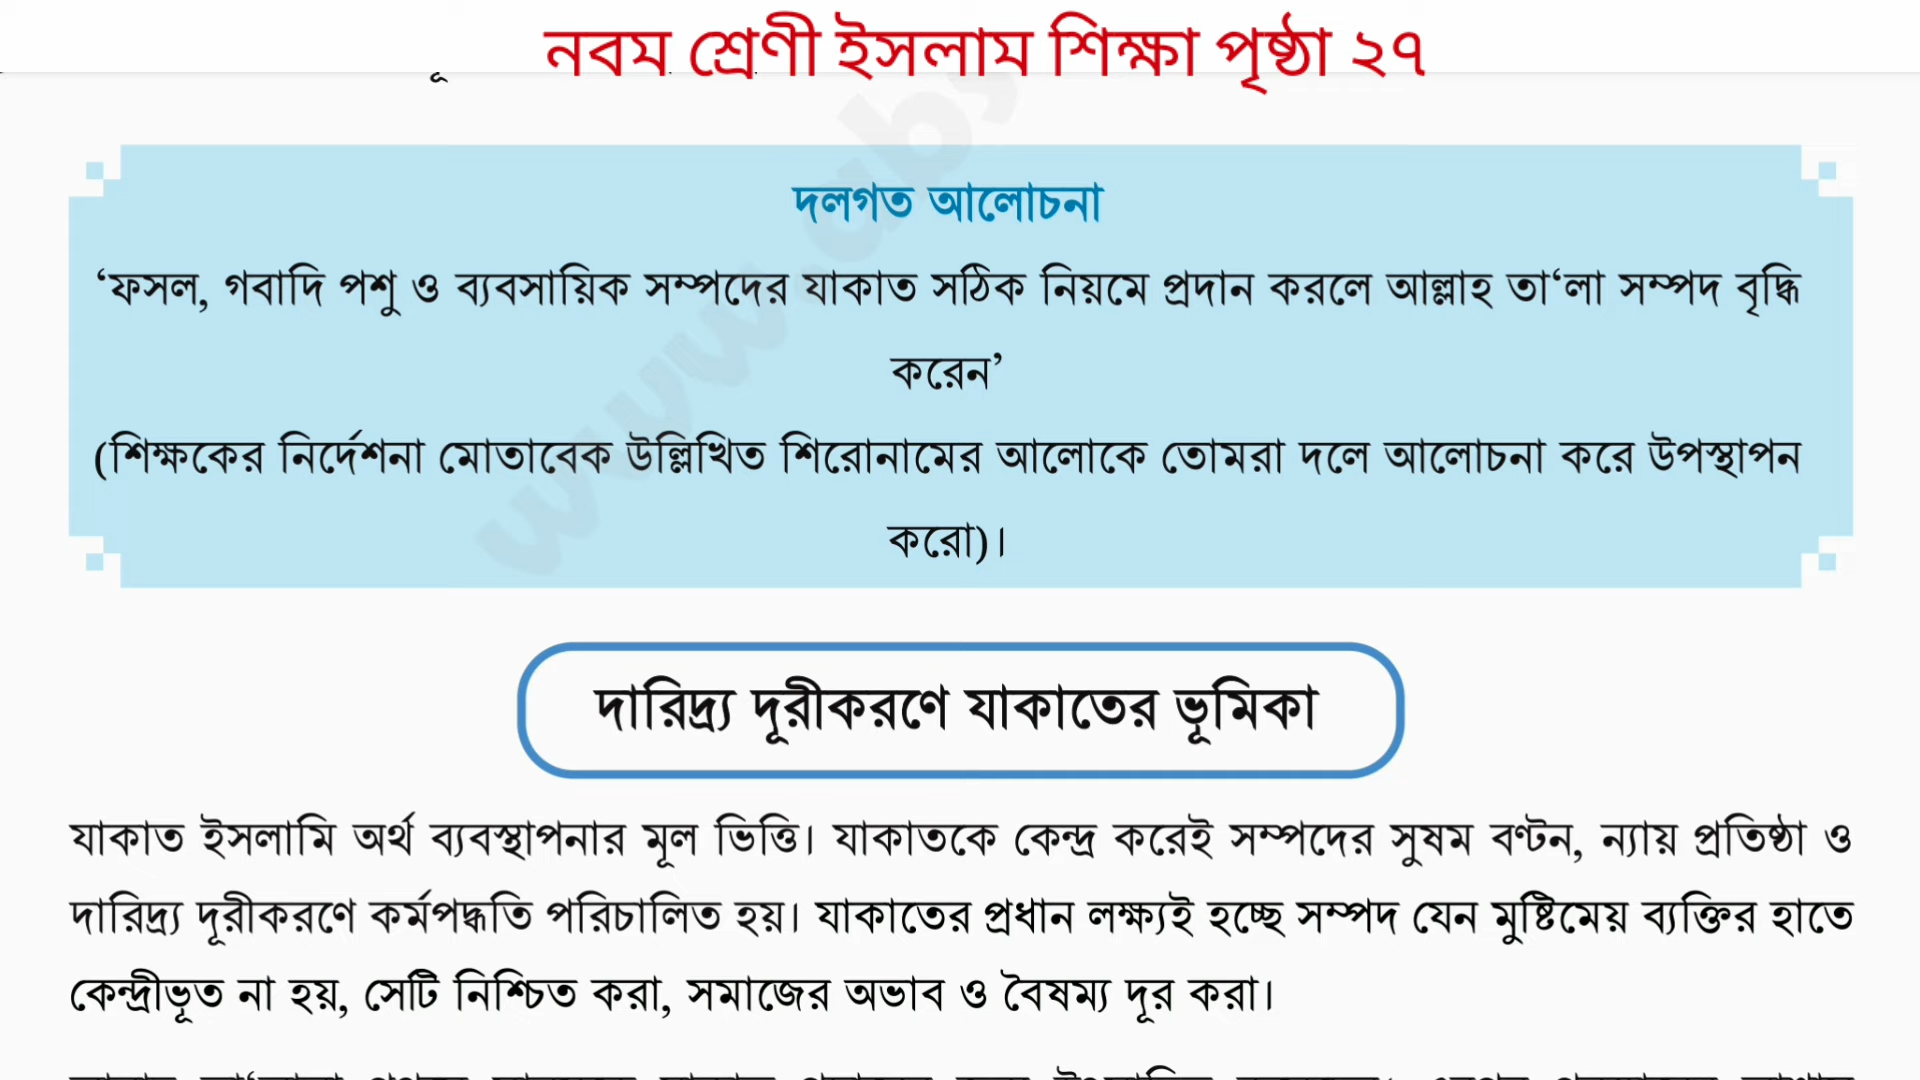 নবম শ্রেণী ইসলাম শিক্ষা পৃষ্ঠা ২৭
দলগত আলোচনা
‘ফসল, গবাদি পশু ও ব্যবসায়িক সম্পদের যাকাত সঠিক নিয়মে প্রদান করলে আল্লাহ তা‘লা সম্পদ বৃদ্ধি
করেন’
(শিক্ষকের নির্দেশনা মোতাবেক উল্লিখিত শিরোনামের আলোকে তোমরা দলে আলোচনা করে উপস্থাপন
করো)।
দারিদ্র্য দূরীকরণে যাকাতের ভূমিকা
যাকাত ইসলামি অর্থ ব্যবস্থাপনার মূল ভিত্তি। যাকাতকে কেন্দ্র করেই সম্পদের সুষম বণ্টন, ন্যায় প্রতিষ্ঠা ও
দারিদ্র্য দূরীকরণে কর্মপদ্ধতি পরিচালিত হয়। যাকাতের প্রধান লক্ষ্যই হচ্ছে সম্পদ যেন মুষ্টিমেয় ব্যক্তির হাতে
কেন্দ্রীভূত না হয়, সেটি নিশ্চিত করা, সমাজের অভাব ও বৈষম্য দূর করা।
www.abs